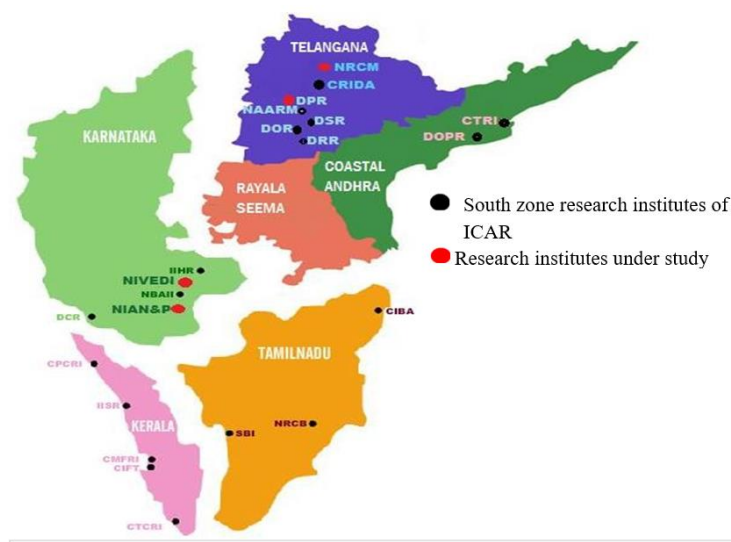 TELANGANA
NRCM
CRIDA
DPR
NAARM
DSR
DOR
DRR
CTRI
DOPR
KARNATAKA
COASTAL
ANDHRA
RAYALA
SEEMA
South zone research institutes of
ICAR
Research institutes under study
IIHR
NIVEDI
NBAII
NIAN&P
DCR
CIBA
TAMILNADU
CPCRI
IISR
KERALA
NRCB
SBI
CMFRI
CIFT
CTCRI